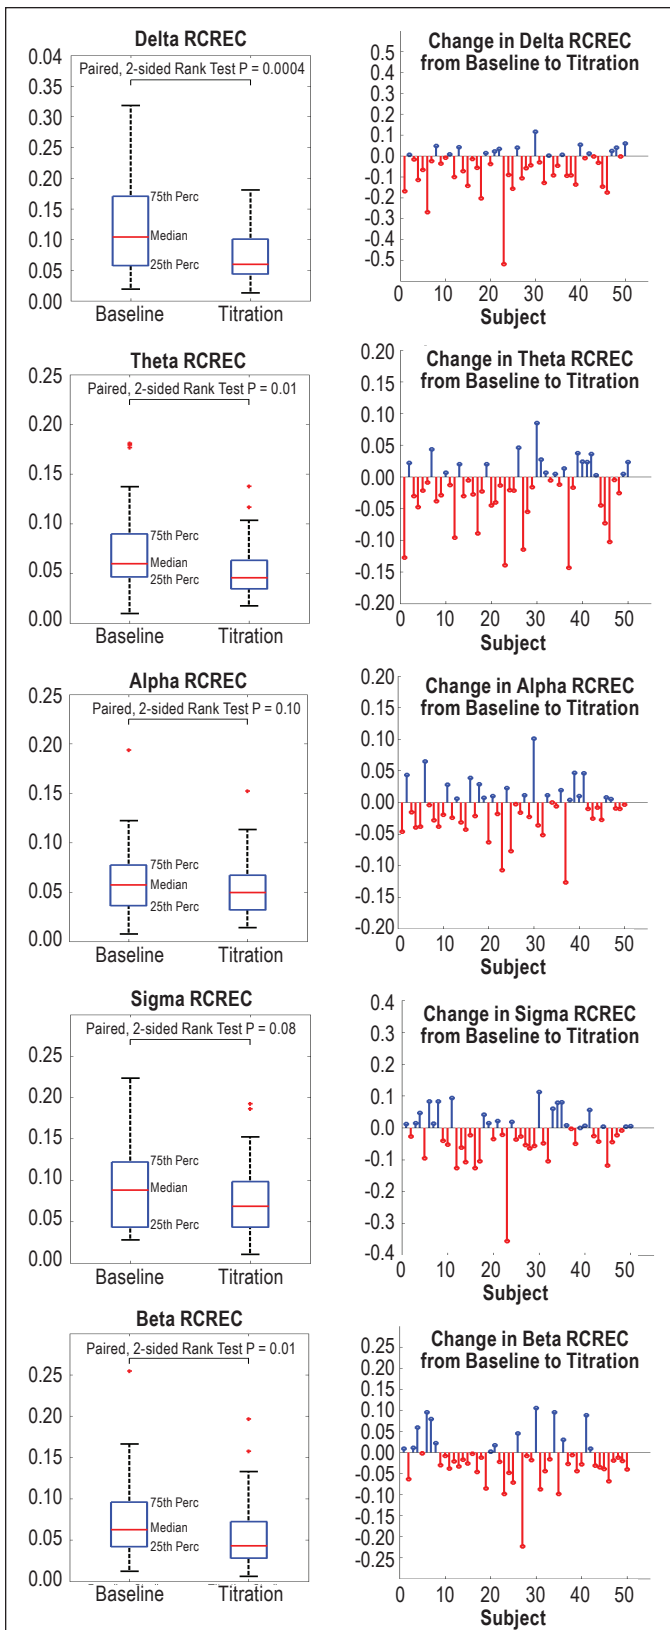 Delta RCREC
Paired, 2-sided Rank Test P = 0.0004
0.04
0.35
0.30
0.25
0.20
0.15
0.10
0.05
0.00
75th Perc
Median
25th Perc
Baseline
Titration
Change in Delta RCREC
from Baseline to Titration
0.5
0.4
0.3
0.2
0.1
0.0
-0.1
-0.2
-0.3
-0.4
-0.5
0 10 20 30 40 50
Subject
Theta RCREC
Paired, 2-sided Rank Test P = 0.01
0.25
0.20
0.15
0.10
0.05
0.00
75th Perc
Median
25th Perc
Baseline
Titration
Change in Theta RCREC
from Baseline to Titration
0.20
0.15
0.10
0.05
0.00
-0.05
-0.10
-0.15
-0.20
0 10 20 30 40 50
Subject
Alpha RCREC
Paired, 2-sided Rank Test P = 0.10
0.25
0.20
0.15
0.10
0.05
0.00
75th Perc
Median
25th Perc
Baseline
Titration
Change in Alpha RCREC
from Baseline to Titration
0.20
0.15
0.10
0.05
0.00
-0.05
-0.10
-0.15
-0.20
0 10 20 30 40 50
Subject
Sigma RCREC
Paired, 2-sided Rank Test P = 0.08
0.25
0.20
0.15
0.10
0.05
0.00
75th Perc
Median
25th Perc
Baseline
Titration
Change in Sigma RCREC
from Baseline to Titration
0.4
0.3
0.2
0.1
0.0
-0.1
-0.2
-0.3
-0.4
0 10 20 30 40 50
Subject
Beta RCREC
Paired, 2-sided Rank Test P = 0.01
0.25
0.20
0.15
0.10
0.05
0.00
75th Perc
Median
25th Perc
Baseline
Titration
Change in Beta RCREC
from Baseline to Titration
0.25
0.20
0.15
0.10
0.05
0.00
-0.05
-0.10
-0.15
-0.20
-0.25
0 10 20 30 40 50
Subject